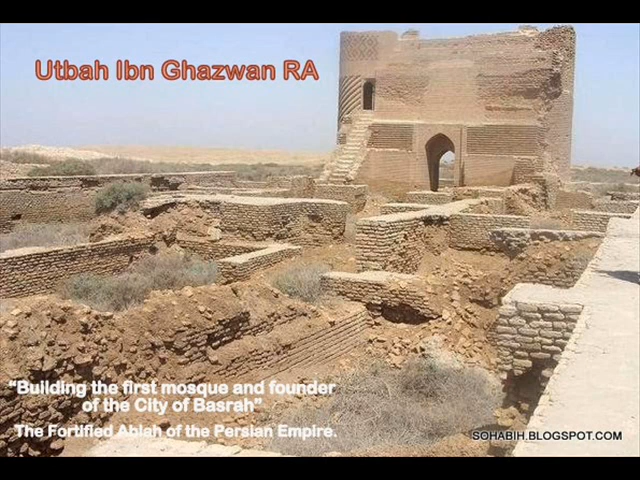 Utbah Ibn Ghazwan RA
“Building the first mosque and founder
of the City of Basrah”
The Fortified Ablah of the Persian Empire.
SOHABIH.BLOGSPOT.COM